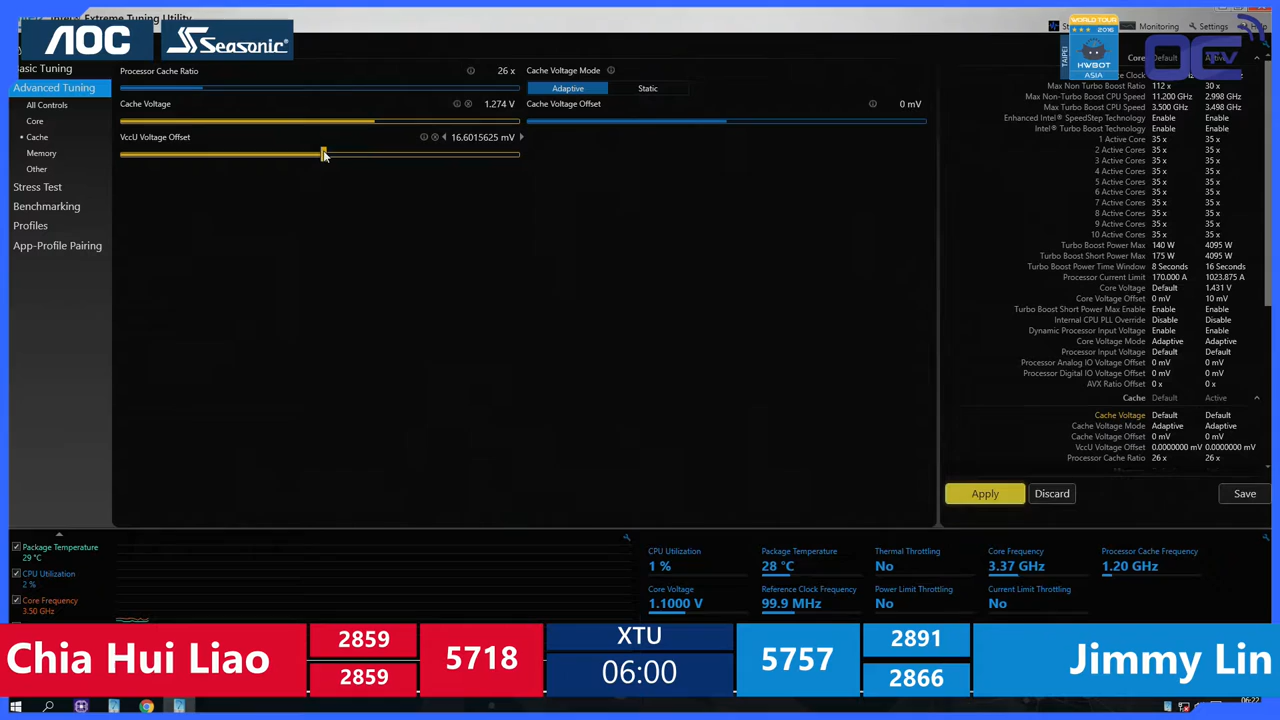 Extreme Tuning Utility
AOC
Seasonic®
WORLD TOUR
2016
TAIPEI
HWBOT
ASIA
OCTV
Monitoring
Settings
Help
Basic Tuning
Advanced Tuning
All Controls
Core
Cache
Memory
Other
Stress Test
Benchmarking
Profiles
App-Profile Pairing
Processor Cache Ratio
26 x
Cache Voltage Mode
Adaptive
Static
Cache Voltage
1.274 V
Cache Voltage Offset
0 mV
VccU Voltage Offset
16.6015625 mV
Core Default Active
Max Non Turbo Boost Ratio 112 x 30 x
Max Non-Turbo Boost CPU Speed 11.200 GHz 2.998 GHz
Max Turbo Boost CPU Speed 3.500 GHz 3.498 GHz
Enhanced Intel® SpeedStep Technology Enable Enable
Intel® Turbo Boost Technology Enable Enable
1 Active Core 35 x 35 x
2 Active Cores 35 x 35 x
3 Active Cores 35 x 35 x
4 Active Cores 35 x 35 x
5 Active Cores 35 x 35 x
6 Active Cores 35 x 35 x
7 Active Cores 35 x 35 x
8 Active Cores 35 x 35 x
9 Active Cores 35 x 35 x
10 Active Cores 35 x 35 x
Turbo Boost Power Max 140 W 4095 W
Turbo Boost Short Power Max 175 W 4095 W
Turbo Boost Power Time Window 8 Seconds 16 Seconds
Processor Current Limit 170.000 A 1023.875 A
Core Voltage Default 1.431 V
Core Voltage Offset 0 mV 10 mV
Turbo Boost Short Power Max Enable Enable Enable
Internal CPU PLL Override Disable Disable
Dynamic Processor Input Voltage Enable Enable
Core Voltage Mode Adaptive Adaptive
Processor Input Voltage Default Default
Processor Analog IO Voltage Offset 0 mV 0 mV
Processor Digital IO Voltage Offset 0 mV 0 mV
AVX Ratio Offset 0 x 0 x
Cache Default Active
Cache Voltage Default Default
Cache Voltage Mode Adaptive Adaptive
Cache Voltage Offset 0 mV 0 mV
VccU Voltage Offset 0.0000000 mV 0.0000000 mV
Processor Cache Ratio 26 x 26 x
Apply
Discard
Save
Package Temperature
29 °C
CPU Utilization
2 %
Core Frequency
3.50 GHz
CPU Utilization
1 %
Package Temperature
28 °C
Thermal Throttling
No
Core Frequency
3.37 GHz
Processor Cache Frequency
1.20 GHz
Core Voltage
1.1000 V
Reference Clock Frequency
99.9 MHz
Power Limit Throttling
No
Current Limit Throttling
No
Chia Hui Liao
2859
2859
5718
XTU
06:00
5757
2891
2866
Jimmy Lin
06:22